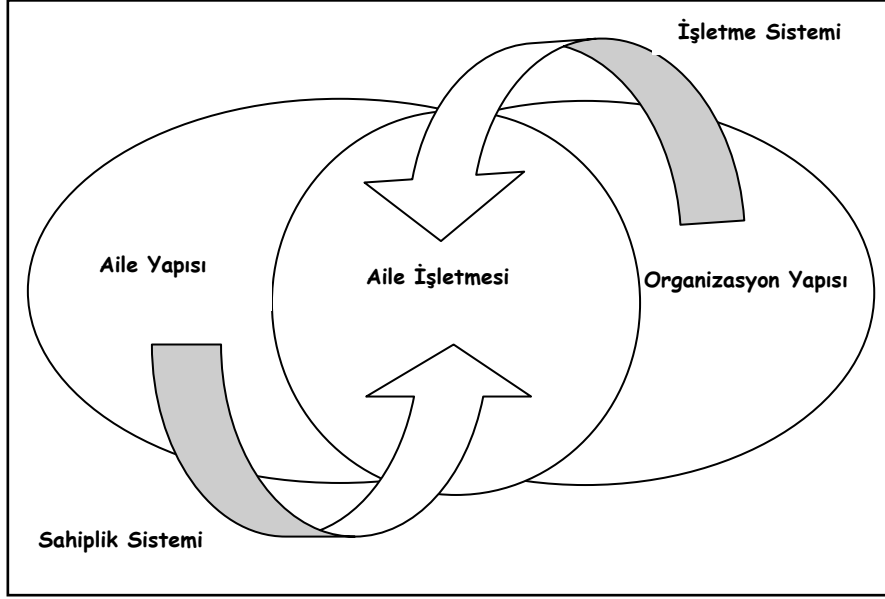 İşletme Sistemi
Aile Yapısı
Aile İşletmesi
Organizasyon Yapısı
Sahiplik Sistemi